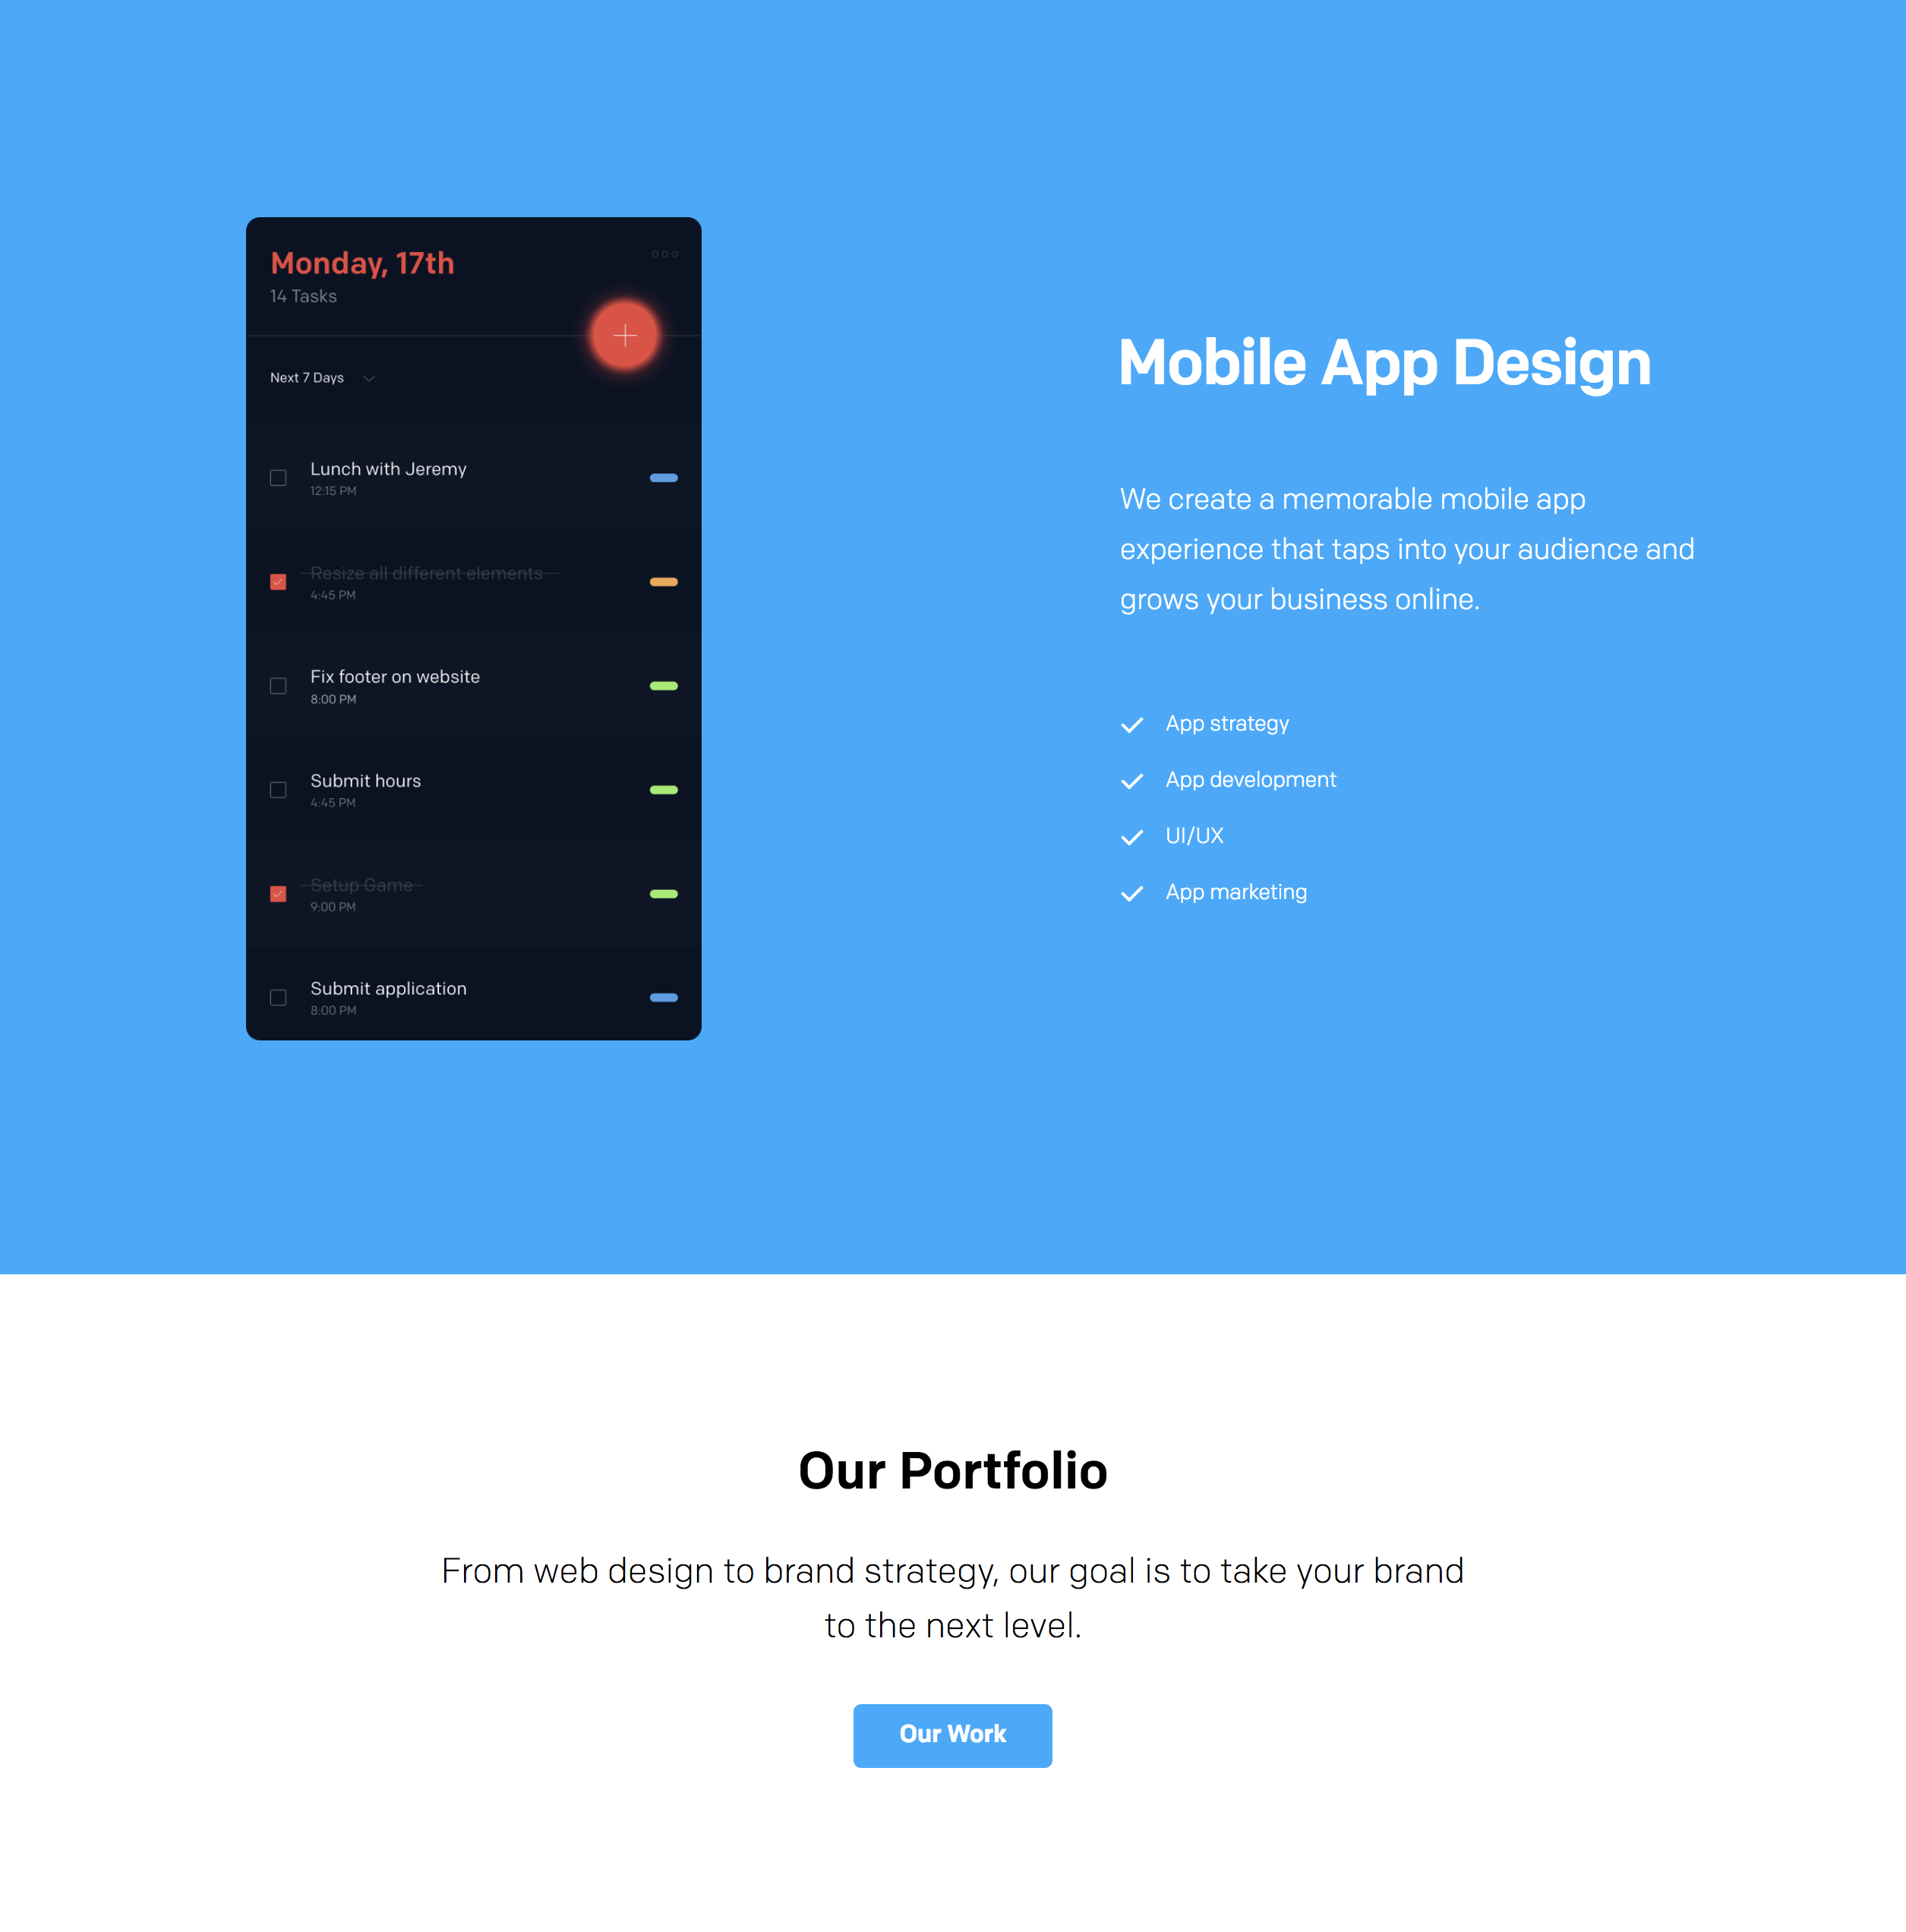 Monday, 17th
14 Tasks
Next 7 Days
Lunch with Jeremy
12:15 PM
Resize all different elements
4:45 PM
Fix footer on website
8:00 PM
Submit hours
4:45 PM
Setup Game
9:00 PM
Submit application
8:00 PM
Mobile App Design
We create a memorable mobile app
experience that taps into your audience and
grows your business online.
App strategy
App development
UI/UX
App marketing
Our Portfolio
From web design to brand strategy, our goal is to take your brand
to the next level.
Our Work